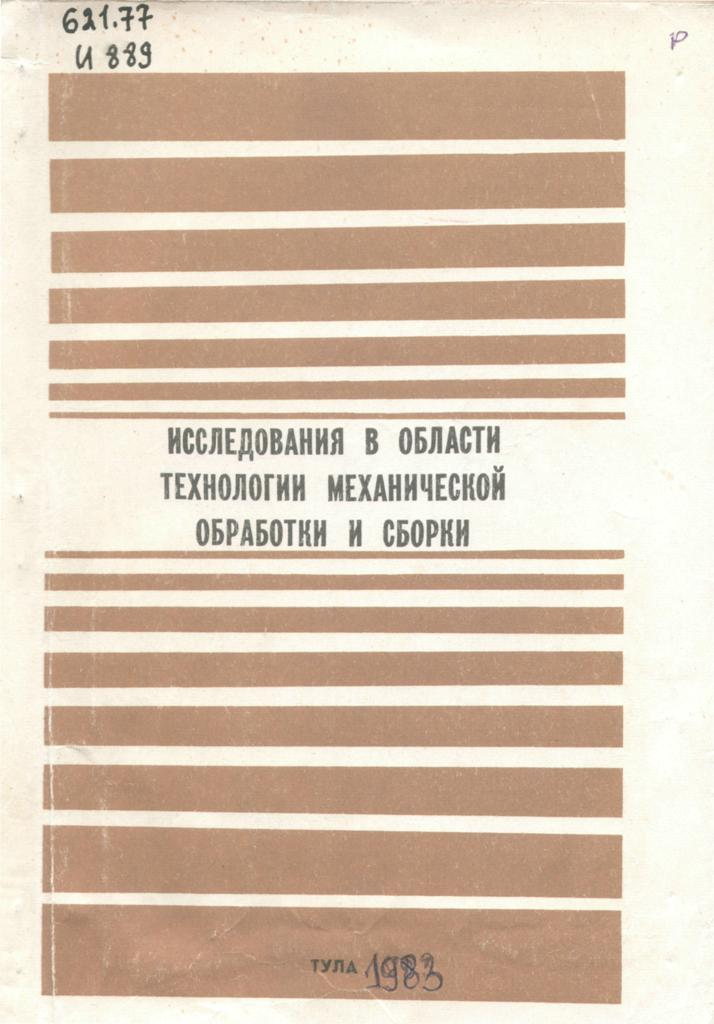 621.77
И 889
р
ИССЛЕДОВАНИЯ В ОБЛАСТИ
ТЕХНОЛОГИИ МЕХАНИЧЕСКОЙ
ОБРАБОТКИ И СБОРКИ
ТУЛА 1983